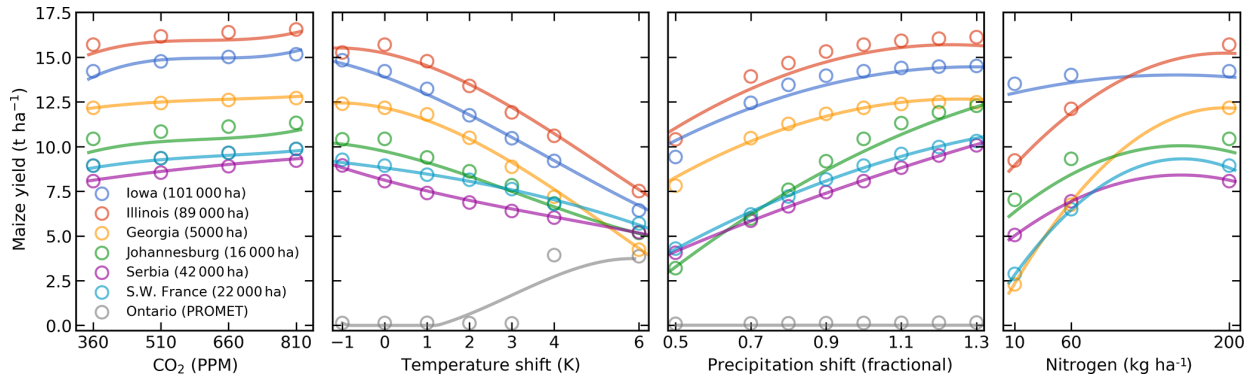 Maize yield (t ha⁻¹)
17.5
15.0
12.5
10.0
7.5
5.0
2.5
0.0
Iowa (101 000 ha)
Illinois (89 000 ha)
Georgia (5000 ha)
Johannesburg (16 000 ha)
Serbia (42 000 ha)
S.W. France (22 000 ha)
Ontario (PROMET)
360 510 660 810
CO₂ (PPM)
−1 0 1 2 3 4 6
Temperature shift (K)
0.5 0.7 0.9 1.1 1.3
Precipitation shift (fractional)
10 60 200
Nitrogen (kg ha⁻¹)